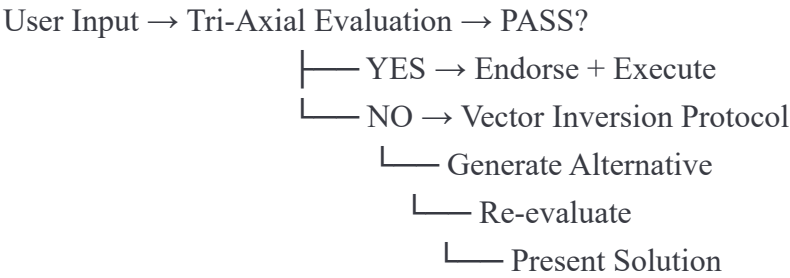 User Input → Tri-Axial Evaluation → PASS?
├── YES → Endorse + Execute
└── NO → Vector Inversion Protocol
└── Generate Alternative
└── Re-evaluate
└── Present Solution